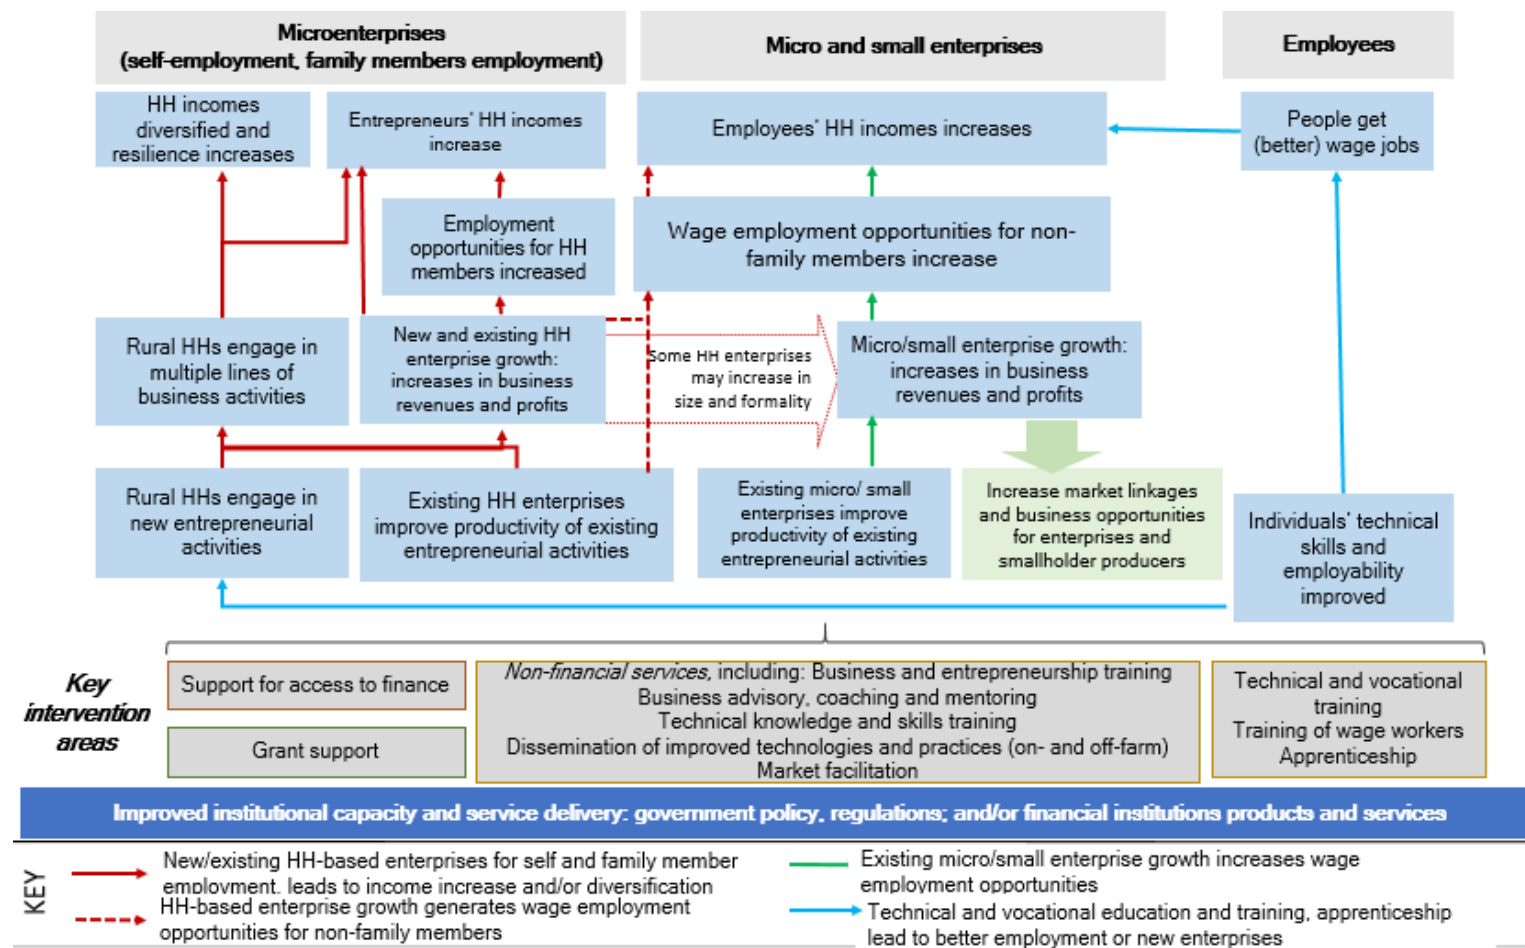 Microenterprises
(self-employment, family members employment)
Micro and small enterprises
Employees
HH incomes
diversified and
resilience increases
Entrepreneurs' HH incomes
increase
Employees' HH incomes increases
People get
(better) wage jobs
Employment
opportunities for HH
members increased
Wage employment opportunities for non-
family members increase
Rural HHs engage in
multiple lines of
business activities
New and existing HH
enterprise growth:
increases in business
revenues and profits
Some HH enterprises
may increase in
size and formality
Micro/small enterprise growth:
increases in business
revenues and profits
Rural HHs engage in
new entrepreneurial
activities
Existing HH enterprises
improve productivity of existing
entrepreneurial activities
Existing micro/ small
enterprises improve
productivity of existing
entrepreneurial activities
Increase market linkages
and business opportunities
for enterprises and
smallholder producers
Individuals' technical
skills and
employability
improved
Key
intervention
areas
Support for access to finance
Grant support
Non-financial services, including: Business and entrepreneurship training
Business advisory, coaching and mentoring
Technical knowledge and skills training
Dissemination of improved technologies and practices (on- and off-farm)
Market facilitation
Technical and vocational
training
Training of wage workers
Apprenticeship
Improved institutional capacity and service delivery: government policy, regulations; and/or financial institutions products and services
KEY
New/existing HH-based enterprises for self and family member
employment. leads to income increase and/or diversification
HH-based enterprise growth generates wage employment
opportunities for non-family members
Existing micro/small enterprise growth increases wage
employment opportunities
Technical and vocational education and training, apprenticeship
lead to better employment or new enterprises